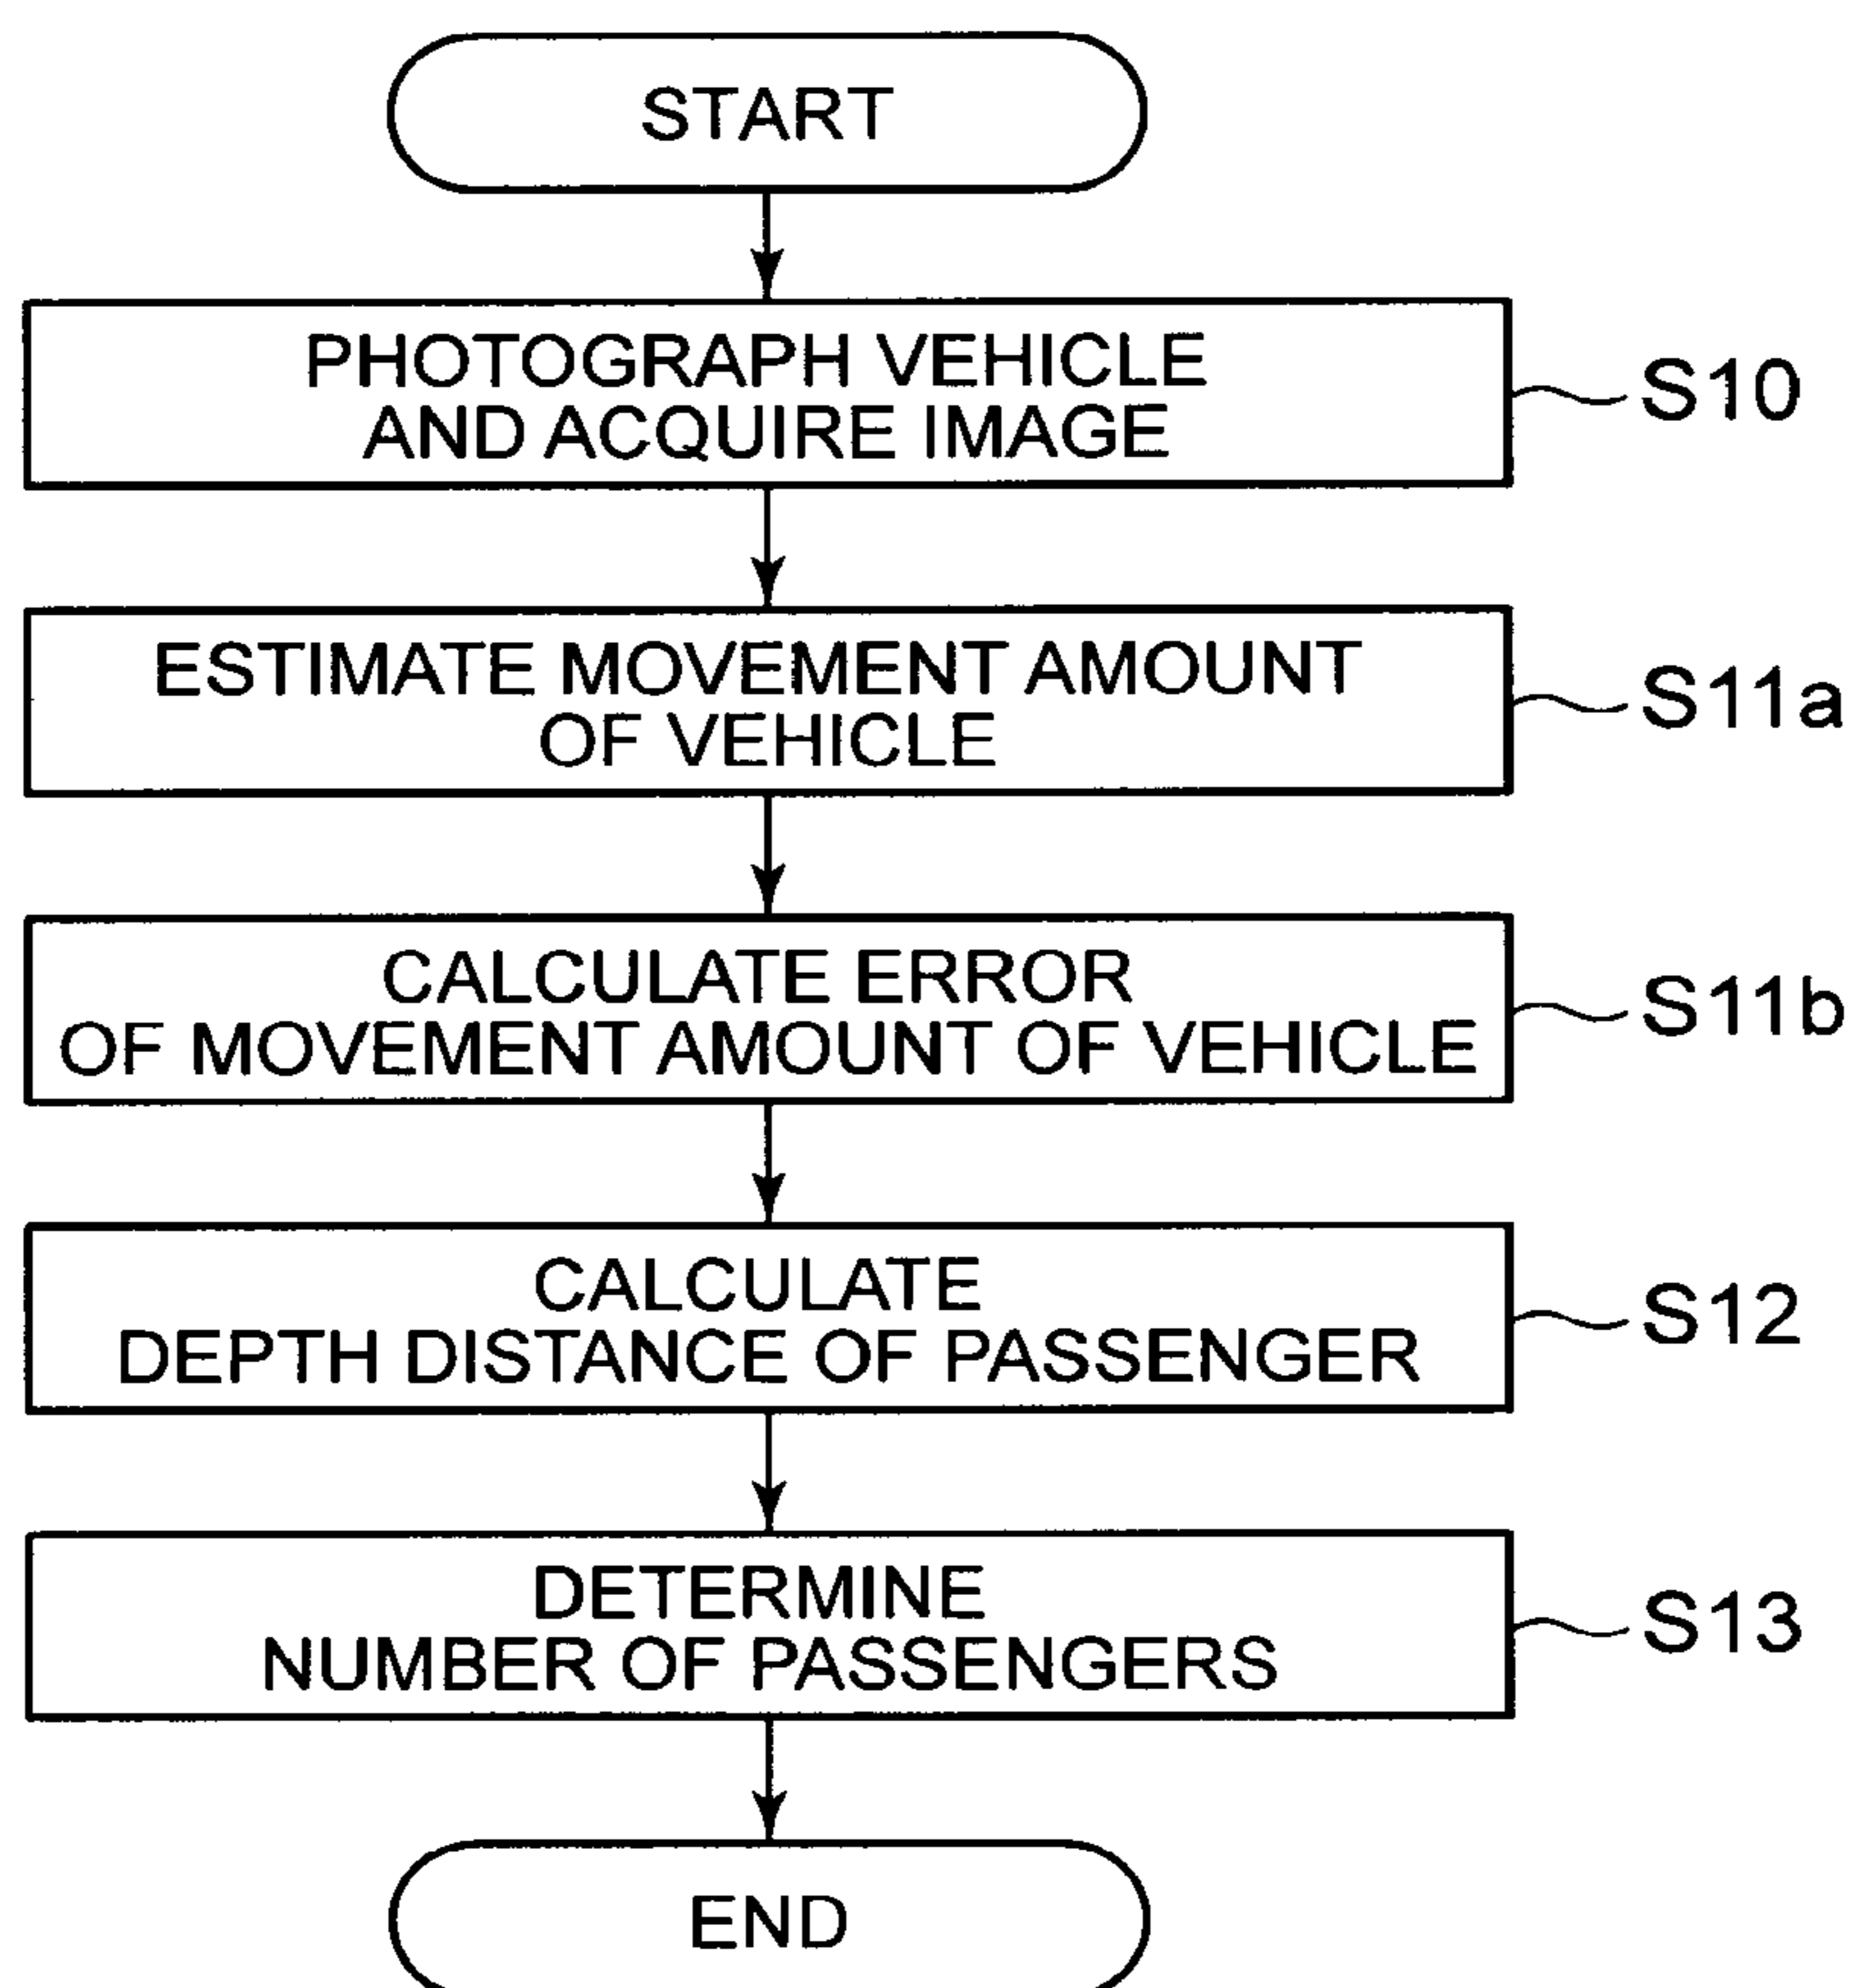 START
PHOTOGRAPH VEHICLE
AND ACQUIRE IMAGE
S10
ESTIMATE MOVEMENT AMOUNT
OF VEHICLE
S11a
CALCULATE ERROR
OF MOVEMENT AMOUNT OF VEHICLE
S11b
CALCULATE
DEPTH DISTANCE OF PASSENGER
S12
DETERMINE
NUMBER OF PASSENGERS
S13
END